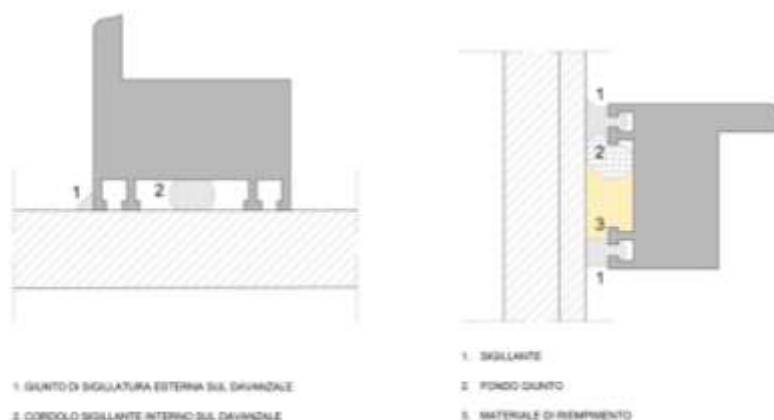 1
2
1. GIUNTO DI SIGILLATURA ESTERNA SUL DAVANZALE
2. CORDOLO SIGILLANTE INTERNO SUL DAVANZALE
1
2
3
1
1. SIGILLANTE
2. FONDO GIUNTO
3. MATERIALE DI RIEMPIMENTO